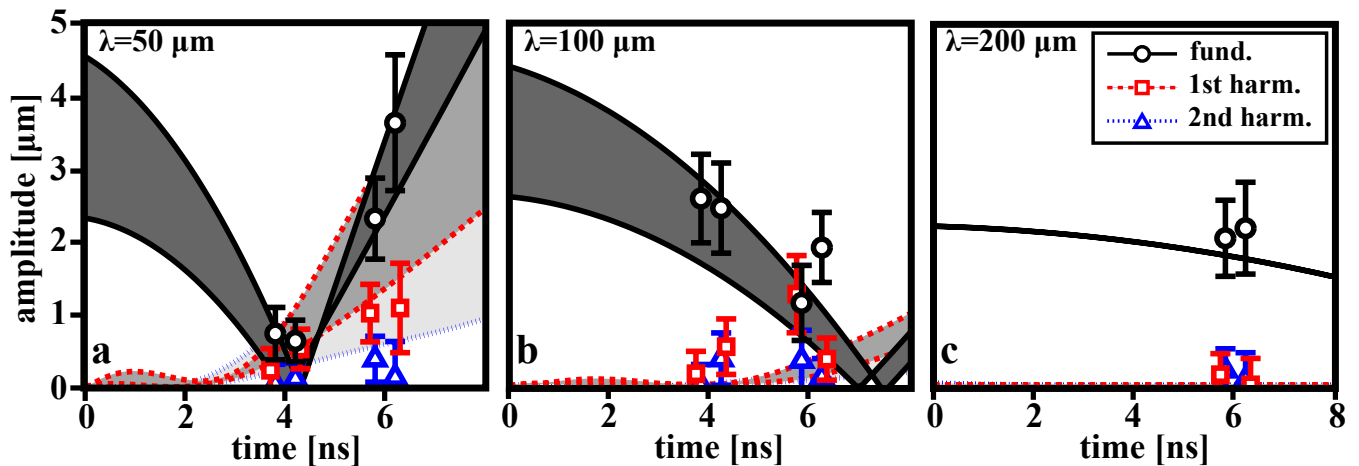 λ=50 μm
λ=100 μm
λ=200 μm
fund.
1st harm.
2nd harm.
amplitude [μm]
5
4
3
2
1
0
a
b
c
0 2 4 6
0 2 4 6
0 2 4 6 8
time [ns]
time [ns]
time [ns]